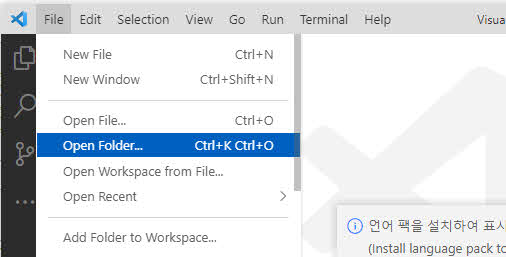 File Edit Selection View Go Run Terminal Help Visua
New File Ctrl+N
New Window Ctrl+Shift+N
Open File... Ctrl+O
Open Folder... Ctrl+K Ctrl+O
Open Workspace from File...
Open Recent
Add Folder to Workspace...
언어 팩을 설치하여 표시
(Install language pack to